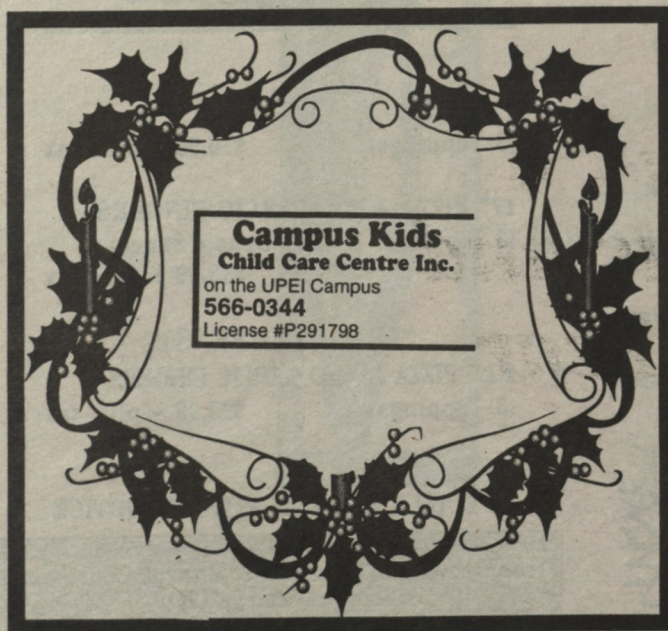 Campus Kids
Child Care Centre Inc.
on the UPEI Campus
566-0344
License #P291798